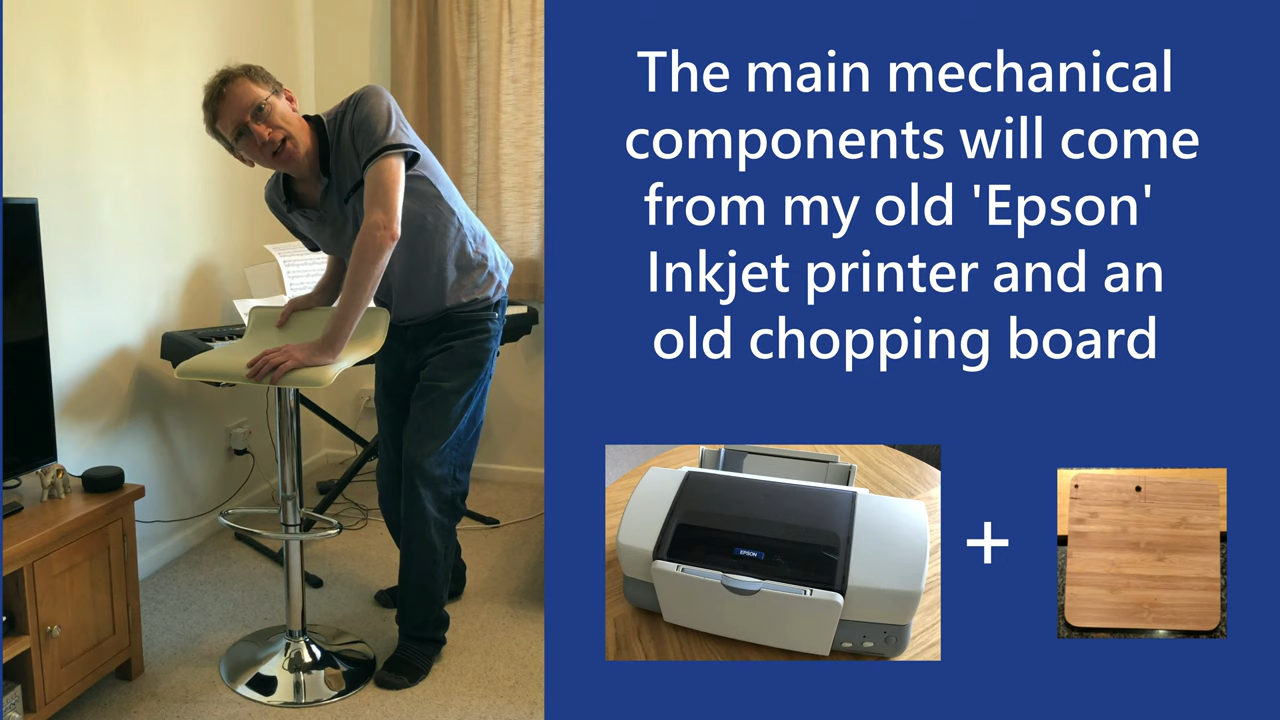 The main mechanical
components will come
from my old 'Epson'
Inkjet printer and an
old chopping board
EPSON
+